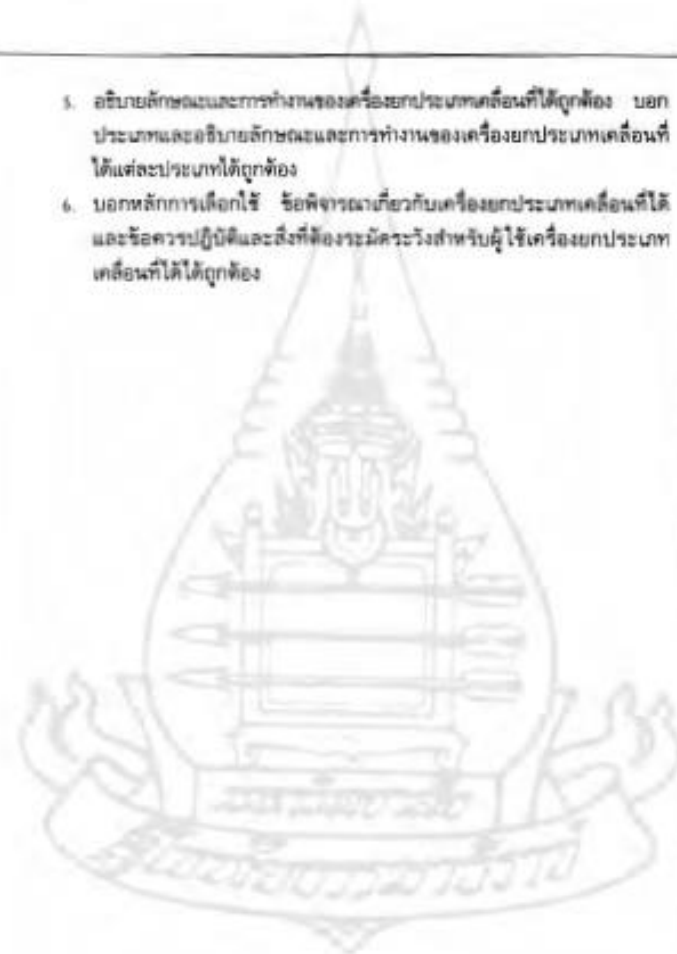 5. อธิบายลักษณะและการทำงานของเครื่องยกประเภทเคลื่อนที่ได้ถูกต้อง บอก
ประเภทและอธิบายลักษณะและการทำงานของเครื่องยกประเภทเคลื่อนที่
ได้แต่ละประเภทได้ถูกต้อง
6. บอกหลักการเลือกใช้ ข้อพิจารณาเกี่ยวกับเครื่องยกประเภทเคลื่อนที่ได้
และข้อควรปฏิบัติและสิ่งที่ต้องระมัดระวังสำหรับผู้ใช้เครื่องยกประเภท
เคลื่อนที่ได้ได้ถูกต้อง